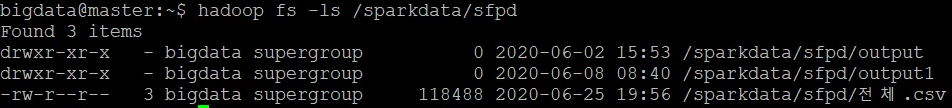 bigdata@master:~$ hadoop fs -ls /sparkdata/sfpd
Found 3 items
drwxr-xr-x   - bigdata supergroup          0 2020-06-02 15:53 /sparkdata/sfpd/output
drwxr-xr-x   - bigdata supergroup          0 2020-06-08 08:40 /sparkdata/sfpd/output1
-rw-r--r--   3 bigdata supergroup     118488 2020-06-25 19:56 /sparkdata/sfpd/전체.csv